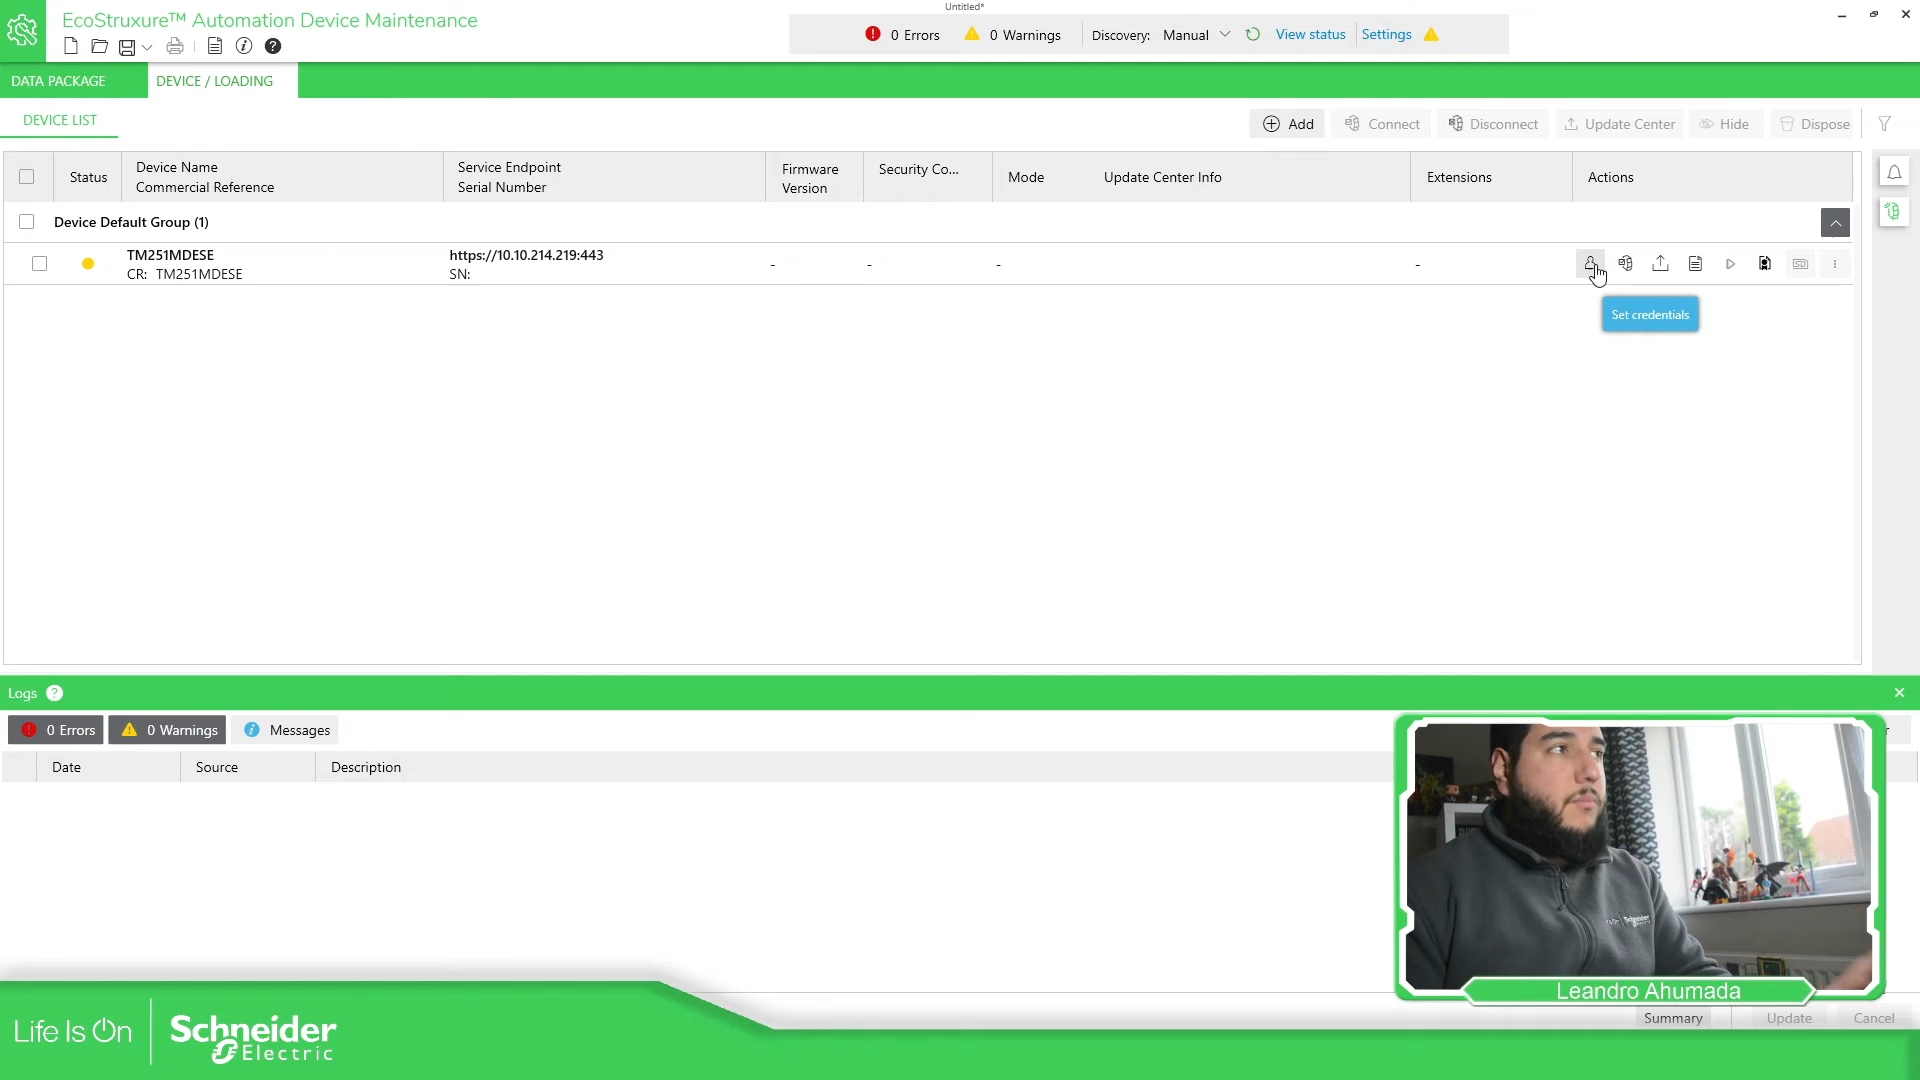 Untitled*
EcoStruxure™ Automation Device Maintenance
0 Errors
0 Warnings
Discovery: Manual
View status
Settings
DATA PACKAGE
DEVICE / LOADING
DEVICE LIST
Add
Connect
Disconnect
Update Center
Hide
Dispose
Status
Device Name
Commercial Reference
Service Endpoint
Serial Number
Firmware
Version
Security Co...
Mode
Update Center Info
Extensions
Actions
Device Default Group (1)
TM251MDESE
CR: TM251MDESE
https://10.10.214.219:443
SN:
-
-
-
-
SD
Set credentials
Logs
0 Errors
0 Warnings
Messages
Date
Source
Description
Schneider
Leandro Ahumada
Summary
Update
Cancel
Life Is On
Schneider
Electric